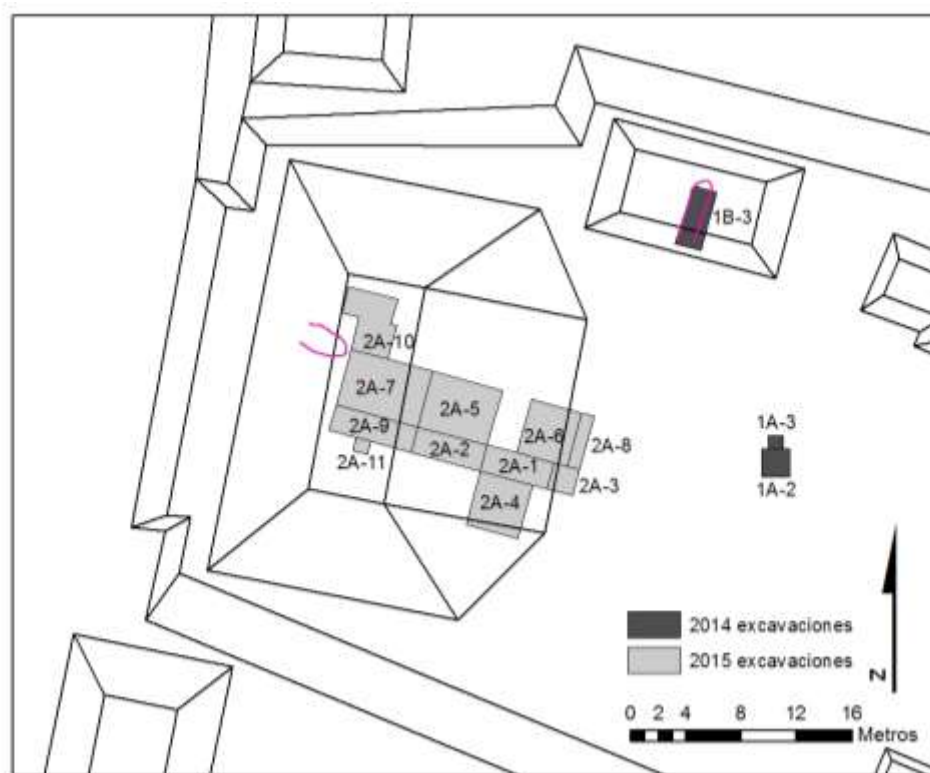 1B-3
2A-10
2A-7
2A-5
2A-9
2A-2
2A-6
2A-8
2A-11
2A-1
2A-3
2A-4
1A-3
1A-2
2014 excavaciones
2015 excavaciones
N
0 2 4 8 12 16
Metros